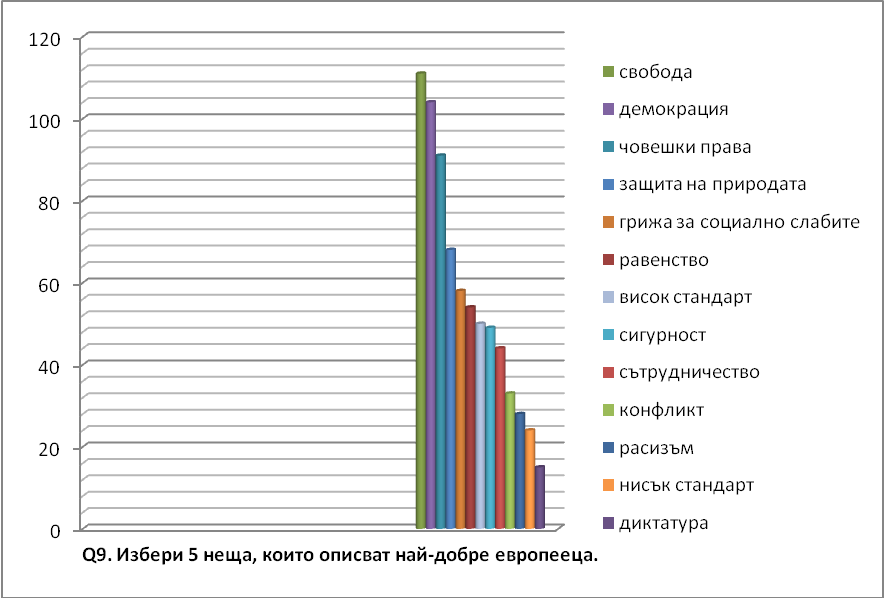 120
100
80
60
40
20
0
свобода
демокрация
човешки права
защита на природата
грижа за социално слабите
равенство
висок стандарт
сигурност
сътрудничество
конфликт
расизъм
нисък стандарт
диктатура
Q9. Избери 5 неща, които описват най-добре европееца.